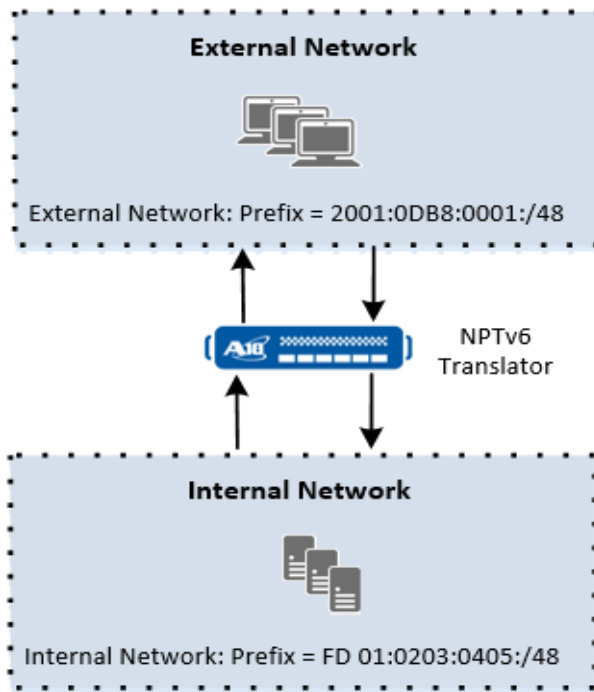 External Network
External Network: Prefix = 2001:0DB8:0001:/48
A10
NPTv6
Translator
Internal Network
Internal Network: Prefix = FD 01:0203:0405:/48